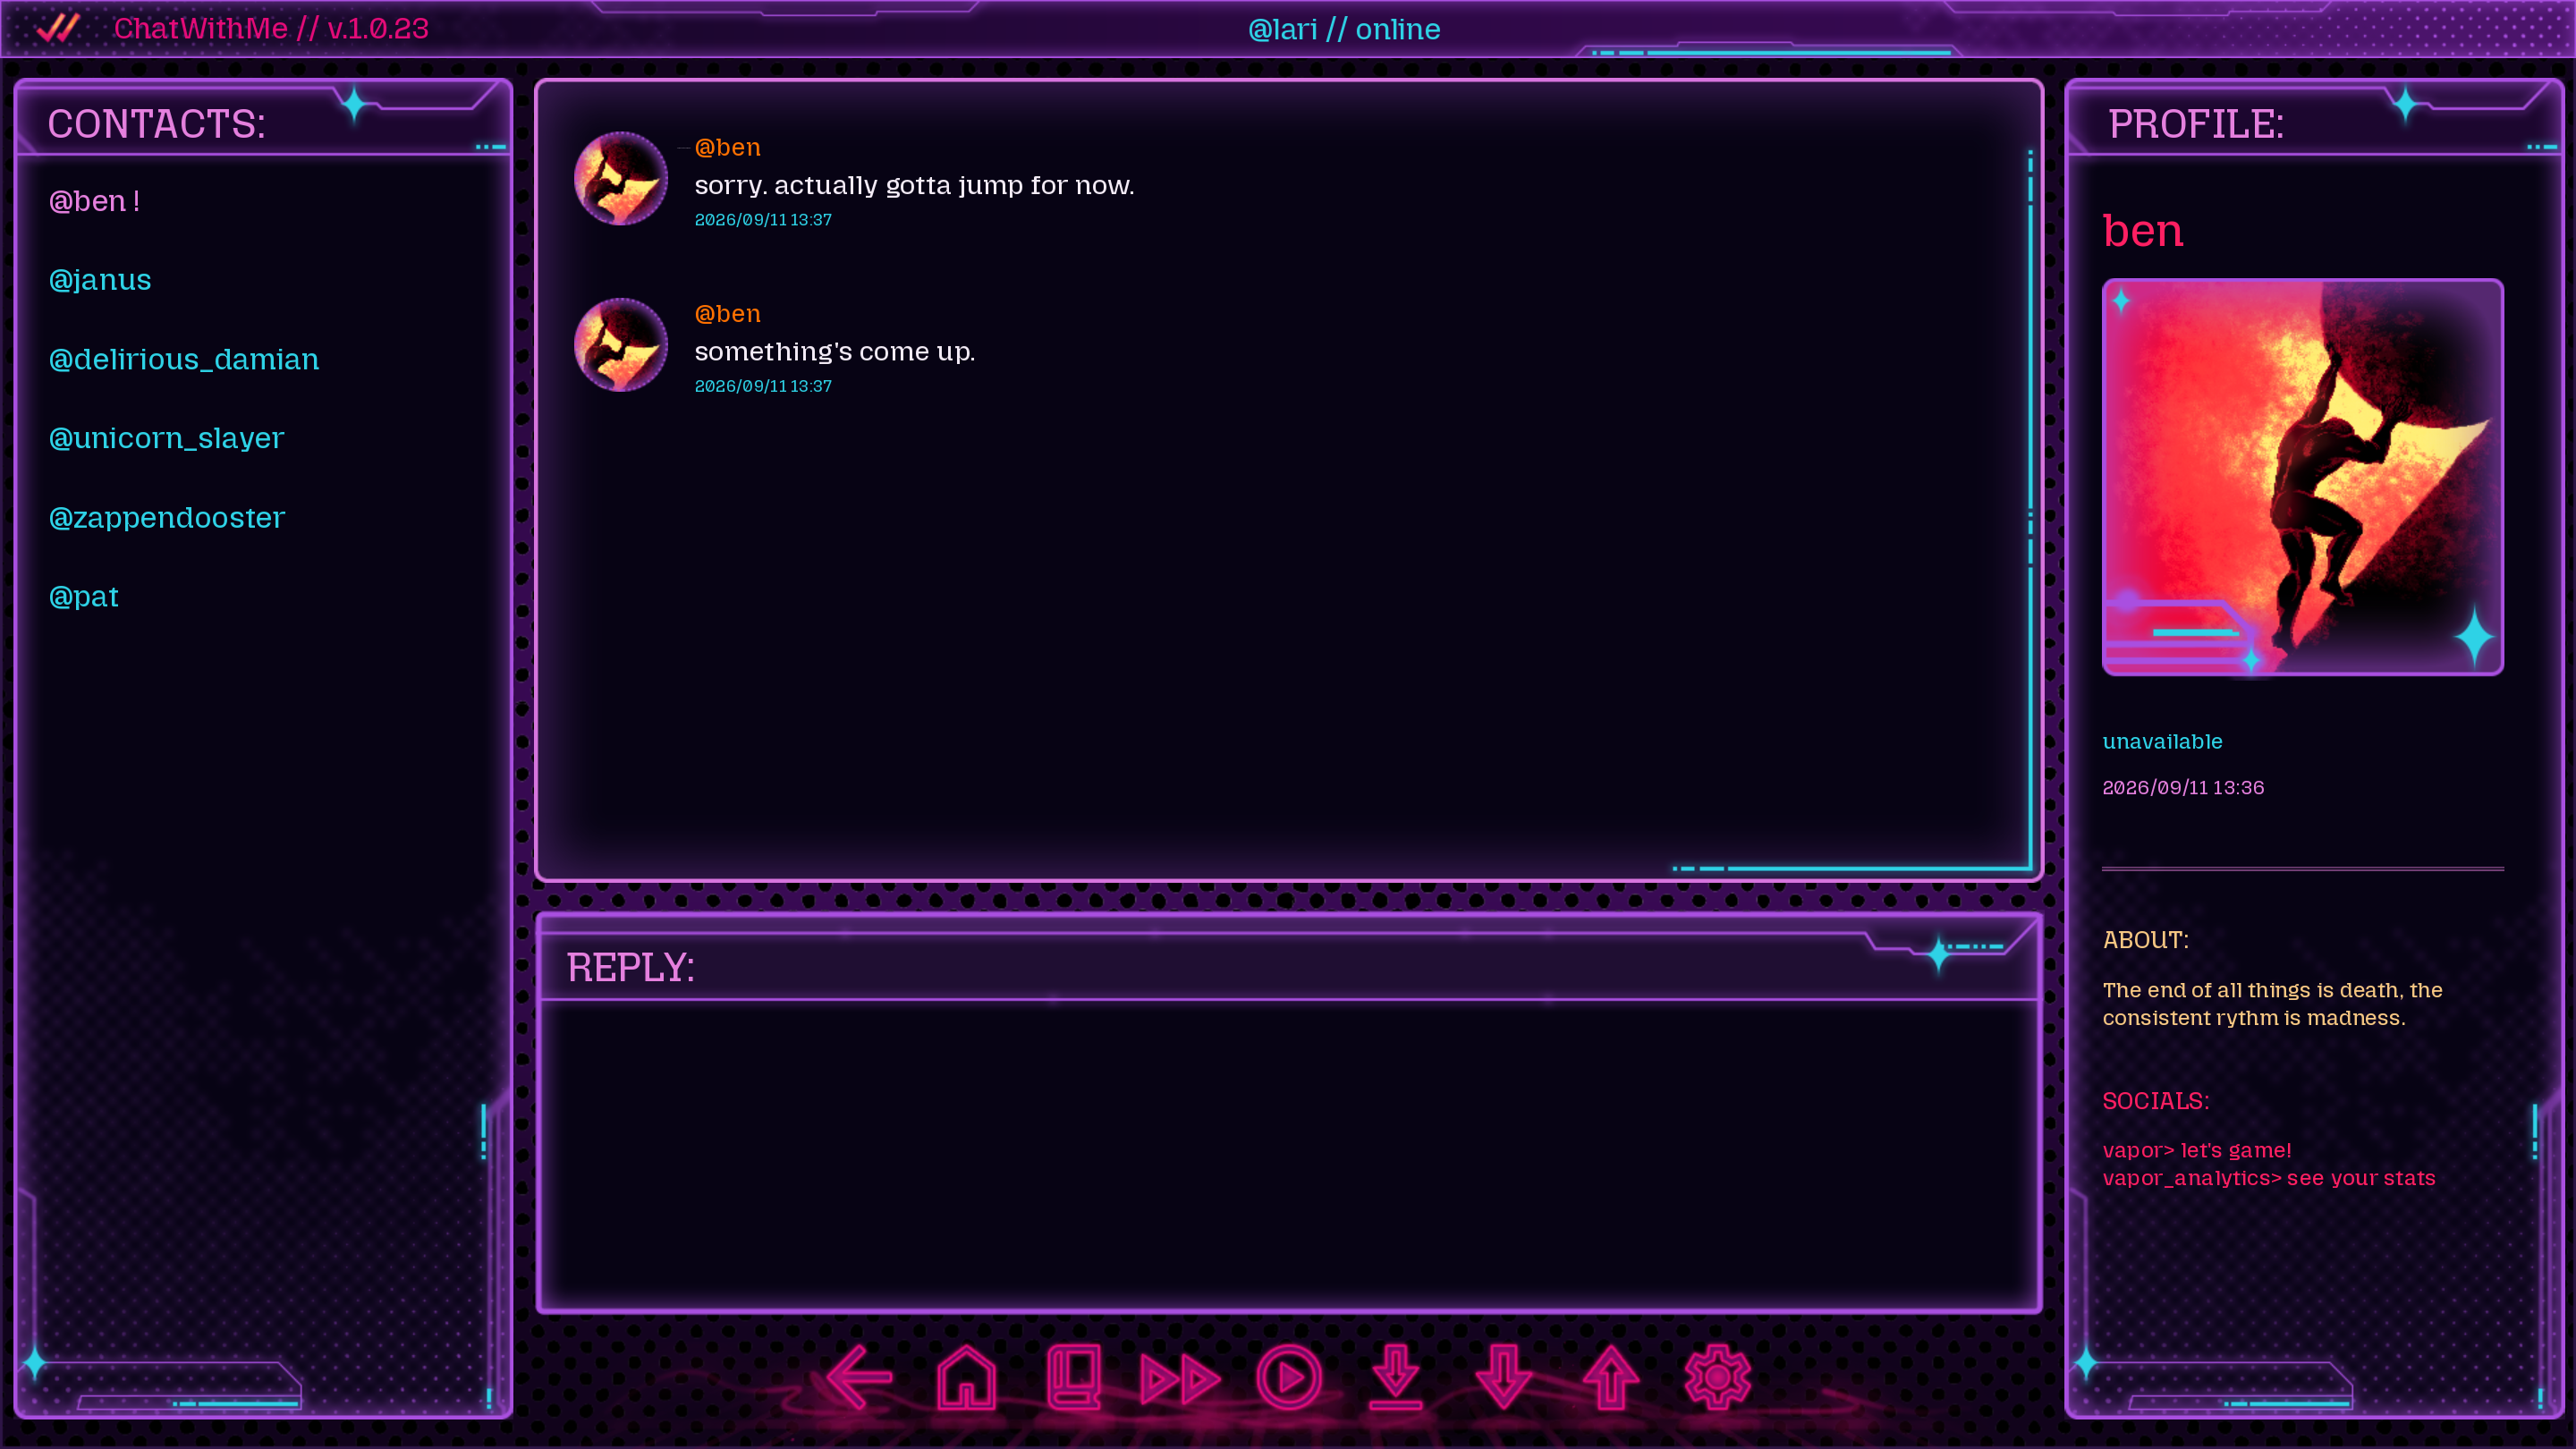 ChatWithMe // v.1.0.23
@lari // online
CONTACTS:
@ben !
@janus
@delirious_damian
@unicorn_slayer
@zappendooster
@pat
@ben
sorry. actually gotta jump for now.
2026/09/11 13:37
@ben
something's come up.
2026/09/11 13:37
REPLY:
PROFILE:
ben
unavailable
2026/09/11 13:36
ABOUT:
The end of all things is death, the
consistent rythm is madness.
SOCIALS:
vapor> let's game!
vapor_analytics> see your stats